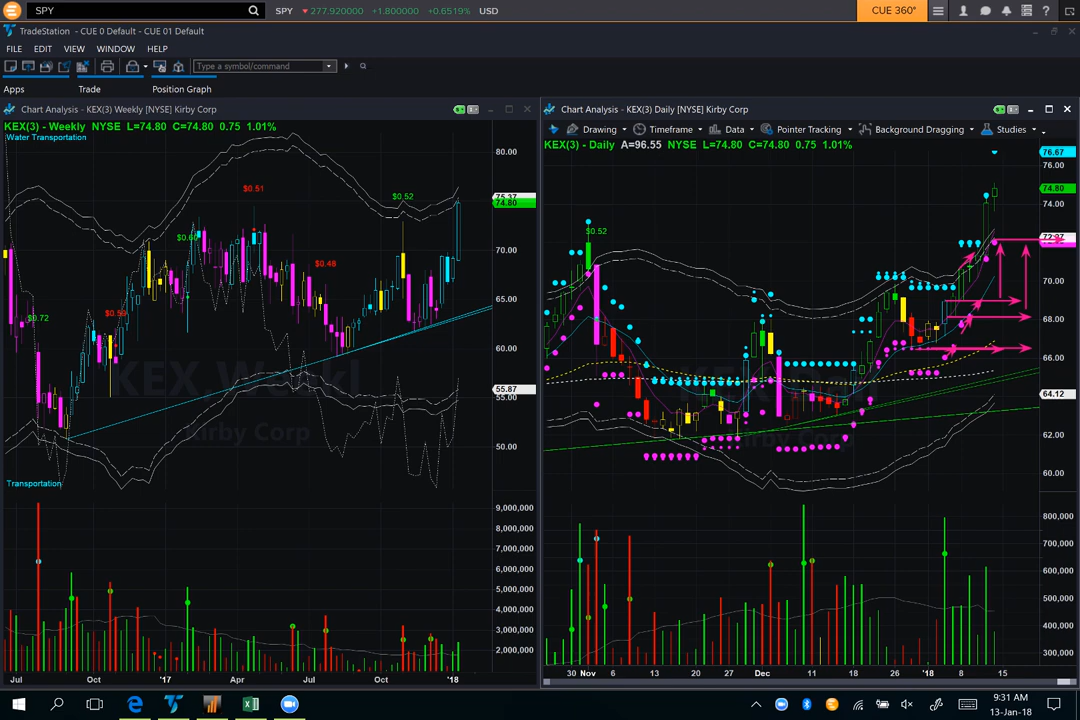 SPY SPY 277.920000 +1.800000 +0.6519% USD CUE 360°
TradeStation - CUE 0 Default - CUE 01 Default
FILE EDIT VIEW WINDOW HELP
Type a symbol/command
Apps Trade Position Graph
Chart Analysis - KEX(3) Weekly [NYSE] Kirby Corp
KEX(3) - Weekly NYSE L=74.80 C=74.80 0.75 1.01%
Water Transportation
80.00
75.37
74.80
70.00
65.00
60.00
55.87
55.00
50.00
$0.72
$0.59
$0.51
$0.48
$0.52
KEX Weekly
Kirby Corp
Transportation
9,000,000
8,000,000
7,000,000
6,000,000
5,000,000
4,000,000
3,000,000
2,000,000
Jul Oct '17 Apr Jul Oct '18
Chart Analysis - KEX(3) Daily [NYSE] Kirby Corp
Drawing Timeframe Data Pointer Tracking Background Dragging Studies
KEX(3) - Daily A=96.55 NYSE L=74.80 C=74.80 0.75 1.01%
76.67
76.00
74.80
74.00
70.00
68.00
66.00
64.12
62.00
60.00
$0.52
Kirby Corp
800,000
700,000
600,000
500,000
400,000
300,000
30 Nov 6 13 20 27 Dec 11 18 26 '18 8 15
9:31 AM
13-Jan-18